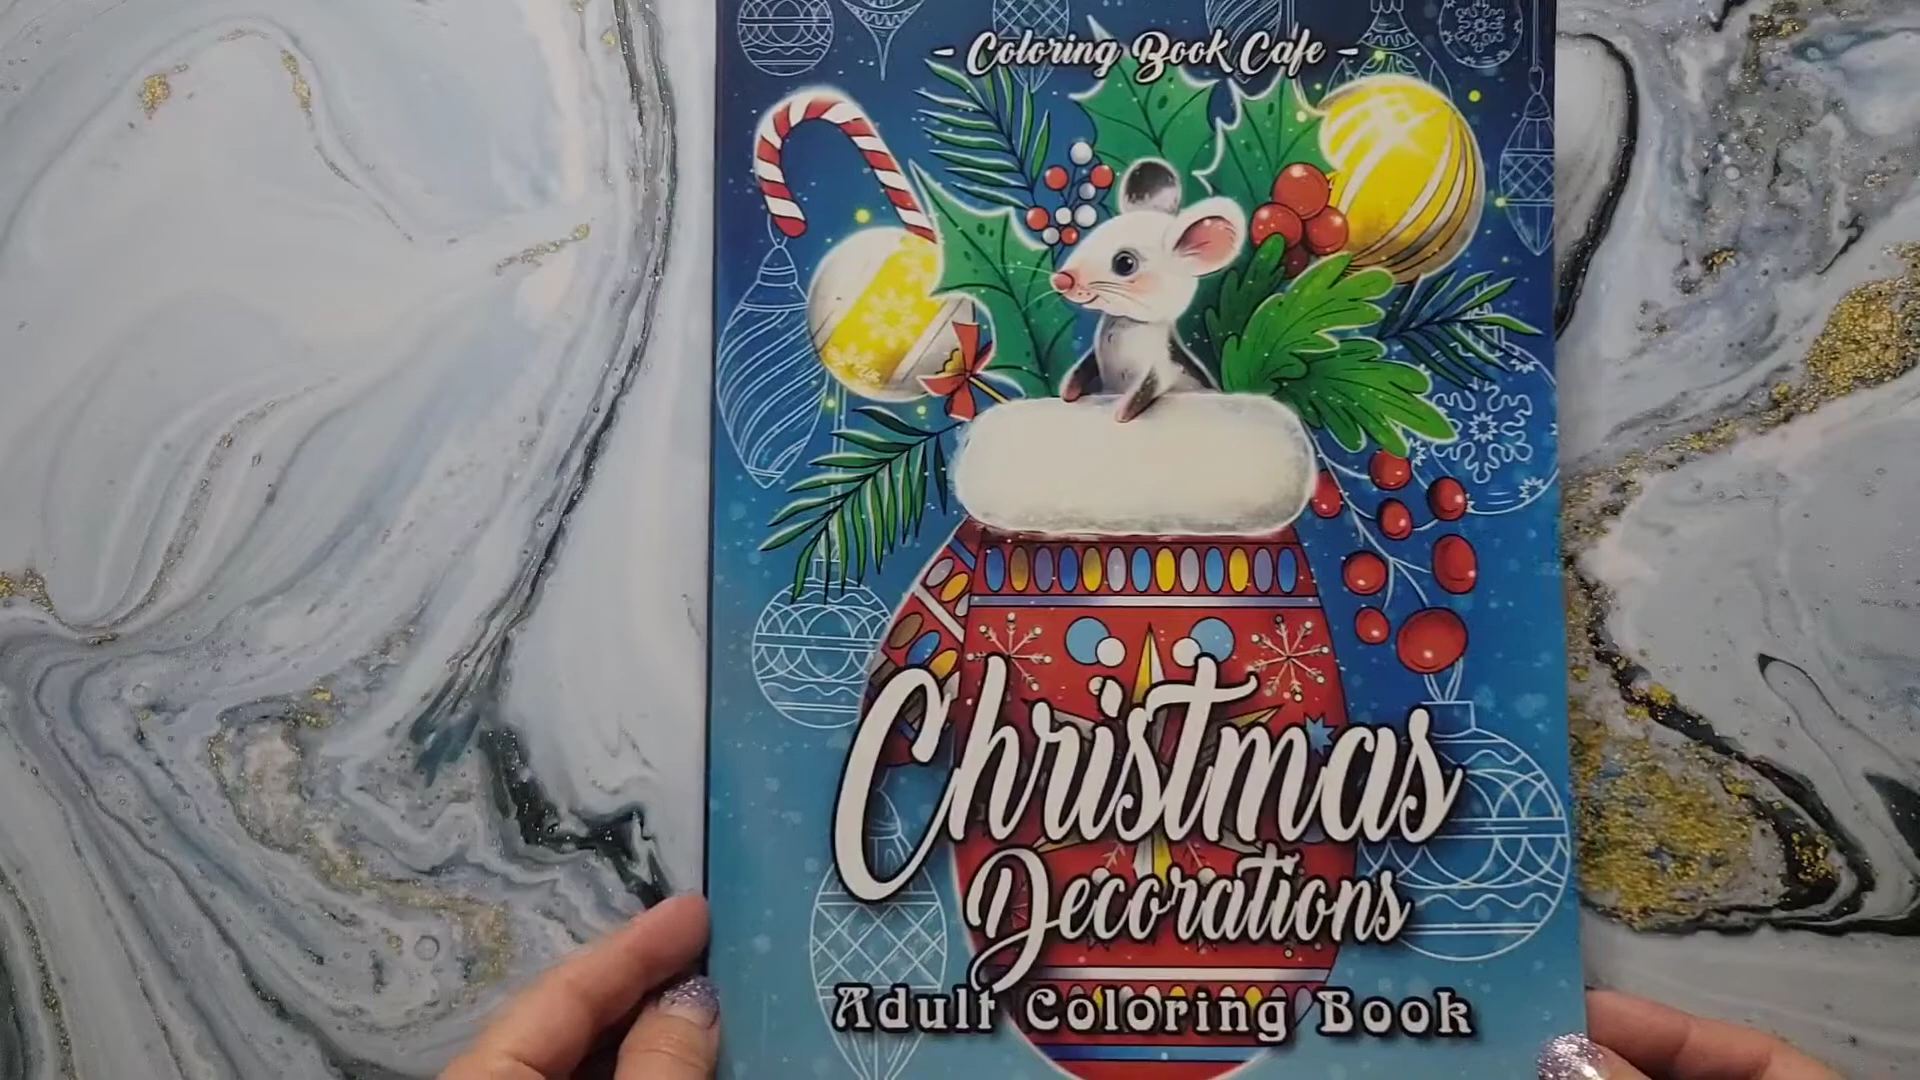 - Coloring Book Cafe -
Christmas
Decorations
Adult Coloring Book